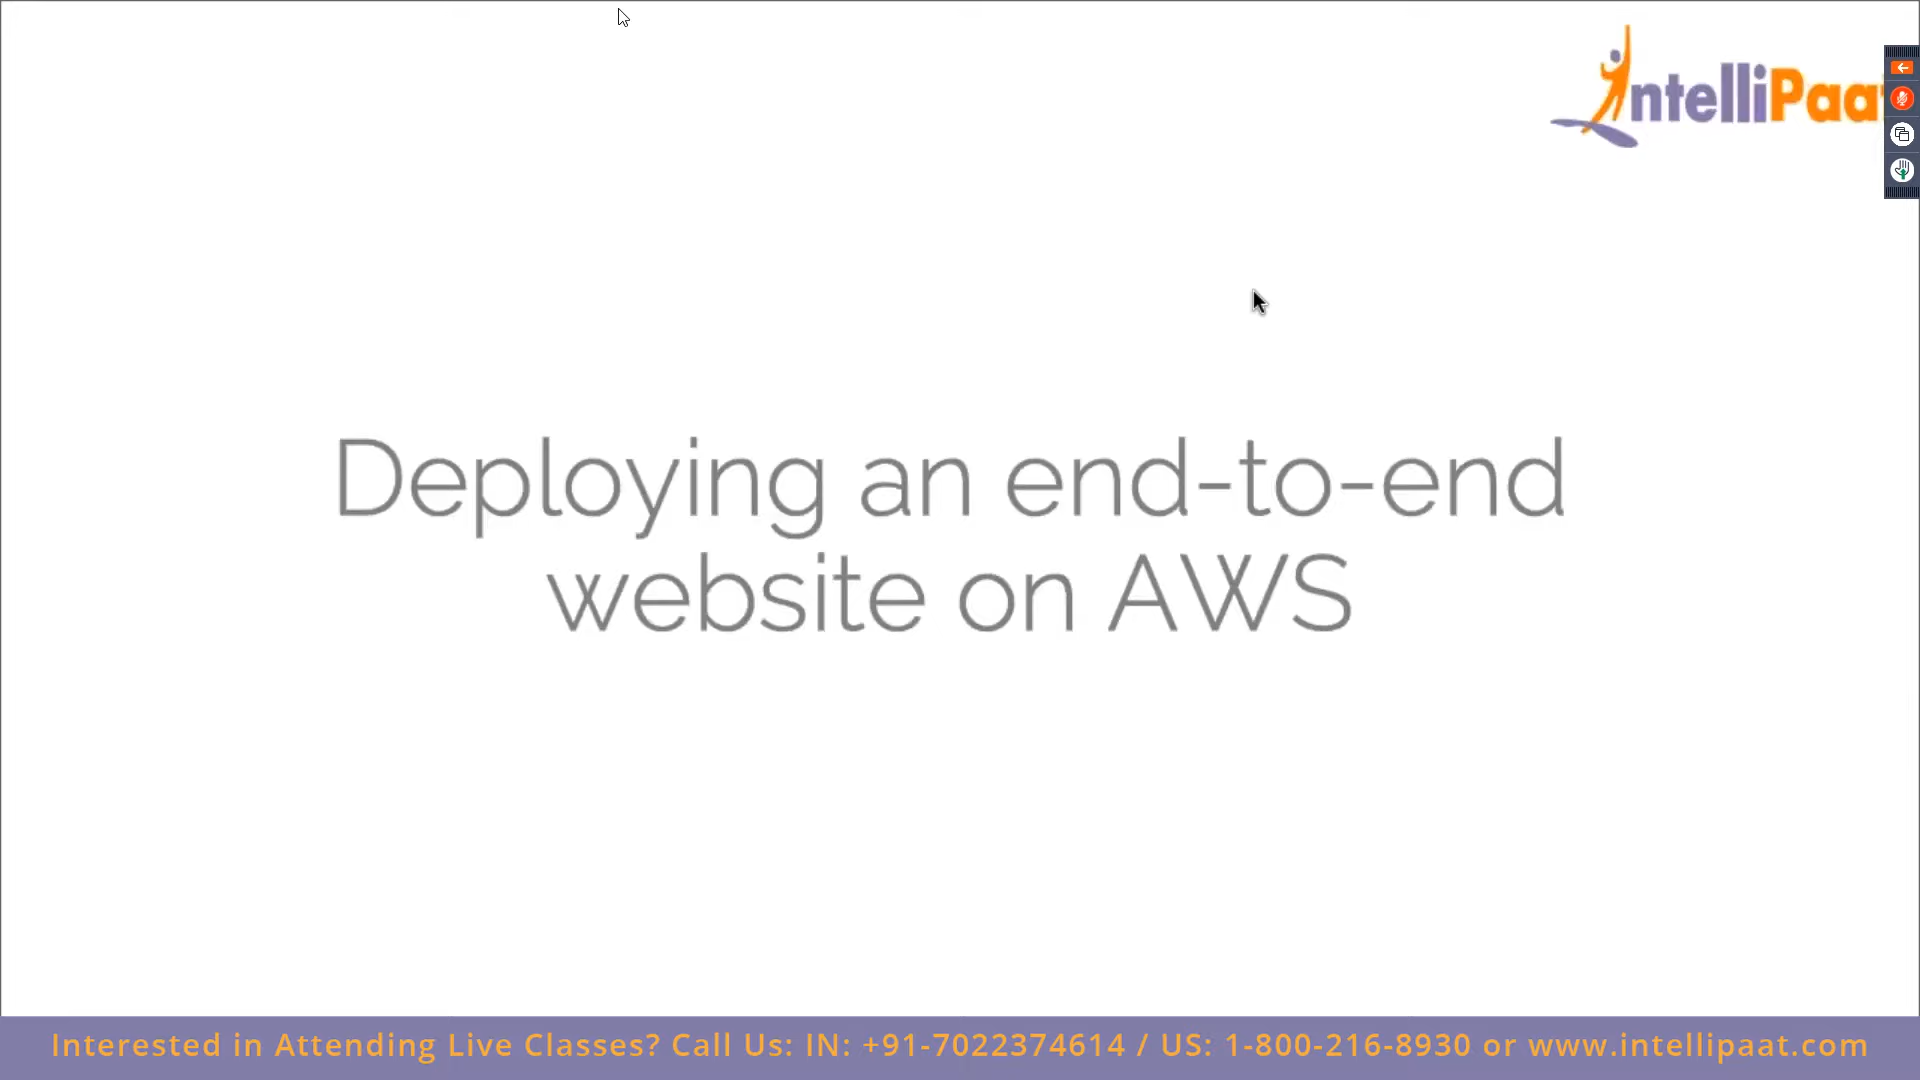 IntelliPaat
Deploying an end-to-end
website on AWS
Interested in Attending Live Classes? Call Us: IN: +91-7022374614 / US: 1-800-216-8930 or www.intellipaat.com